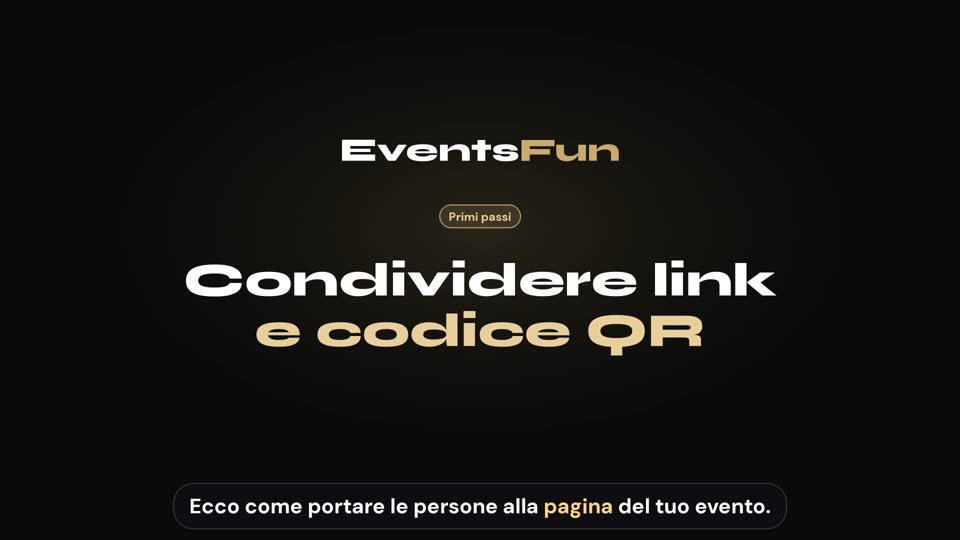 EventsFun
Primi passi
Condividere link
e codice QR
Ecco come portare le persone alla pagina del tuo evento.